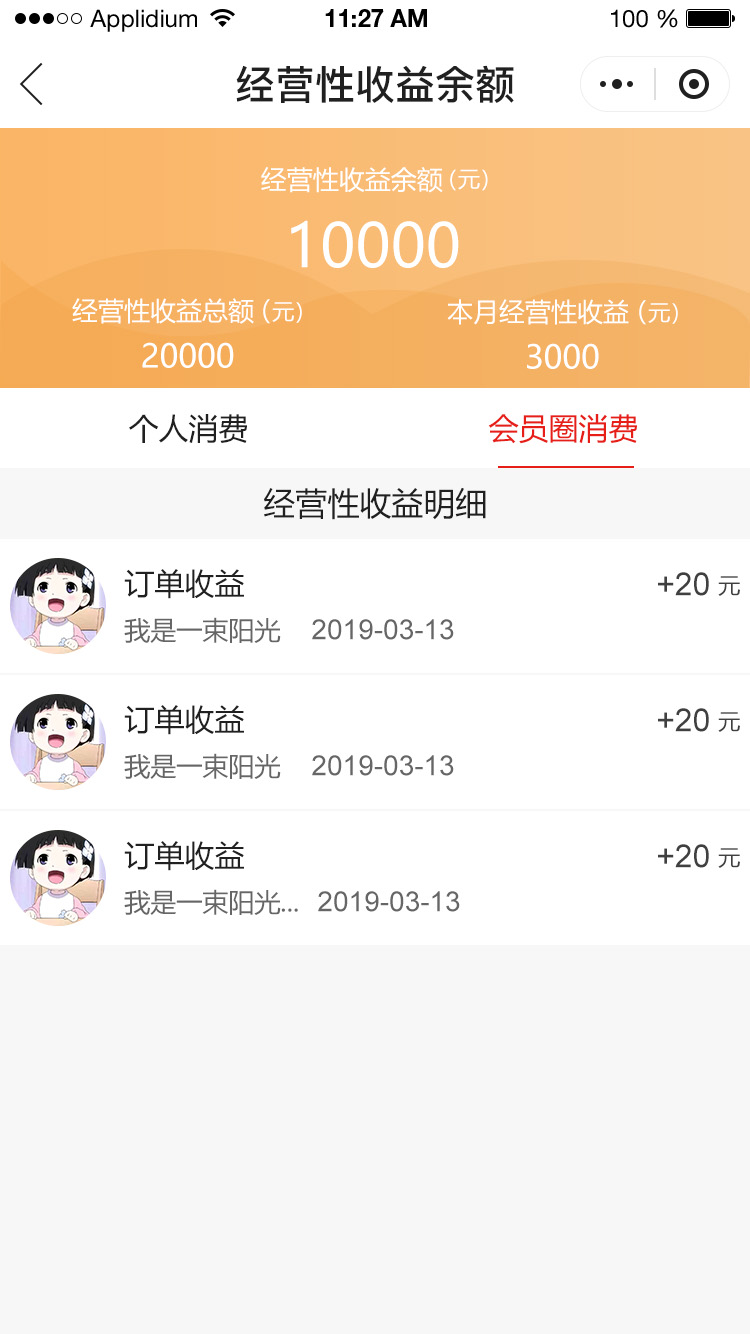 Applidium 11:27 AM 100 %
经营性收益余额
经营性收益余额(元)
10000
经营性收益总额(元) 本月经营性收益(元)
20000 3000
个人消费 会员圈消费
经营性收益明细
订单收益 +20 元
我是一束阳光 2019-03-13
订单收益 +20 元
我是一束阳光 2019-03-13
订单收益 +20 元
我是一束阳光... 2019-03-13